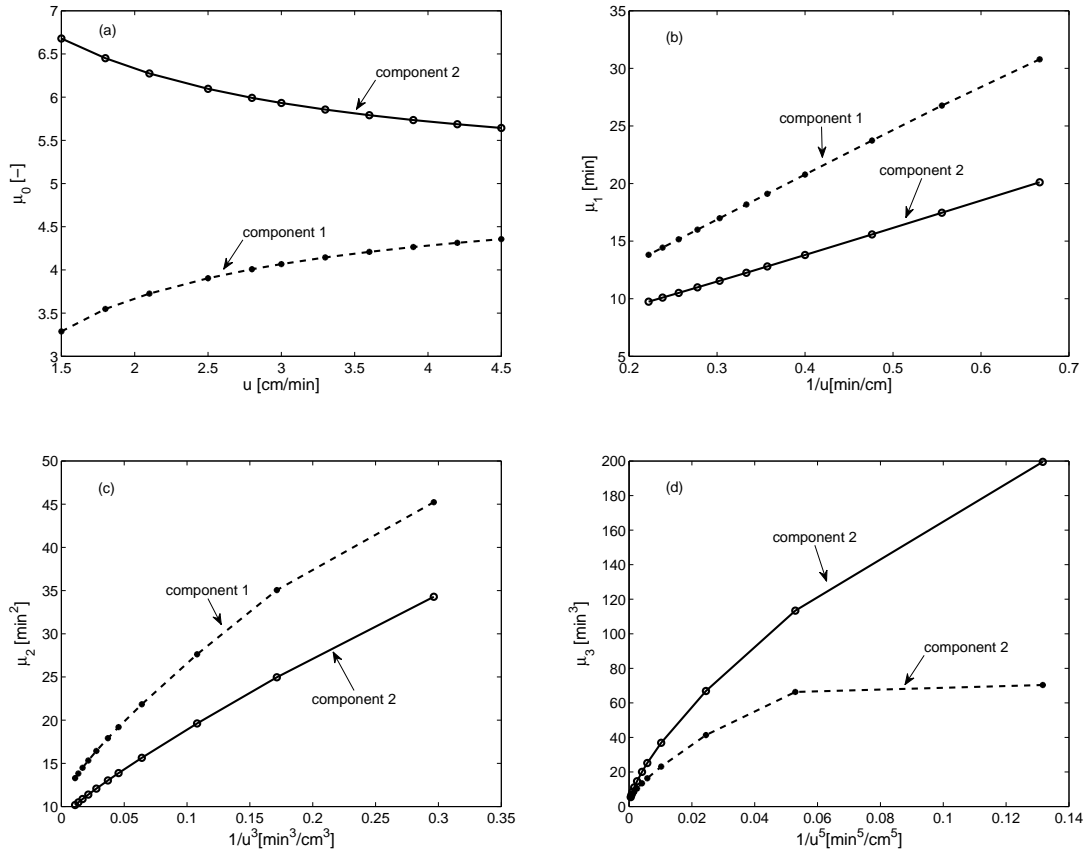 (a)
7
6.5
6
5.5
5
4.5
4
3.5
3
μ0 [−]
component 2
component 1
1.5 2 2.5 3 3.5 4 4.5
u [cm/min]
(b)
35
30
25
20
15
10
5
μ1 [min]
component 1
component 2
0.2 0.3 0.4 0.5 0.6 0.7
1/u[min/cm]
(c)
50
45
40
35
30
25
20
15
10
μ2 [min²]
component 1
component 2
0 0.05 0.1 0.15 0.2 0.25 0.3 0.35
1/u³[min³/cm³]
(d)
200
180
160
140
120
100
80
60
40
20
0
μ3 [min³]
component 2
component 2
0 0.02 0.04 0.06 0.08 0.1 0.12 0.14
1/u⁵[min⁵/cm⁵]